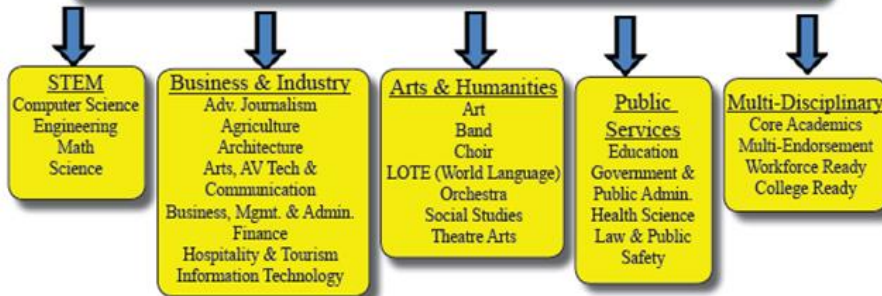 STEM
Computer Science
Engineering
Math
Science
Business & Industry
Adv. Journalism
Agriculture
Architecture
Arts, AV Tech &
Communication
Business, Mgmt. & Admin.
Finance
Hospitality & Tourism
Information Technology
Arts & Humanities
Art
Band
Choir
LOTE (World Language)
Orchestra
Social Studies
Theatre Arts
Public
Services
Education
Government &
Public Admin.
Health Science
Law & Public
Safety
Multi-Disciplinary
Core Academics
Multi-Endorsement
Workforce Ready
College Ready